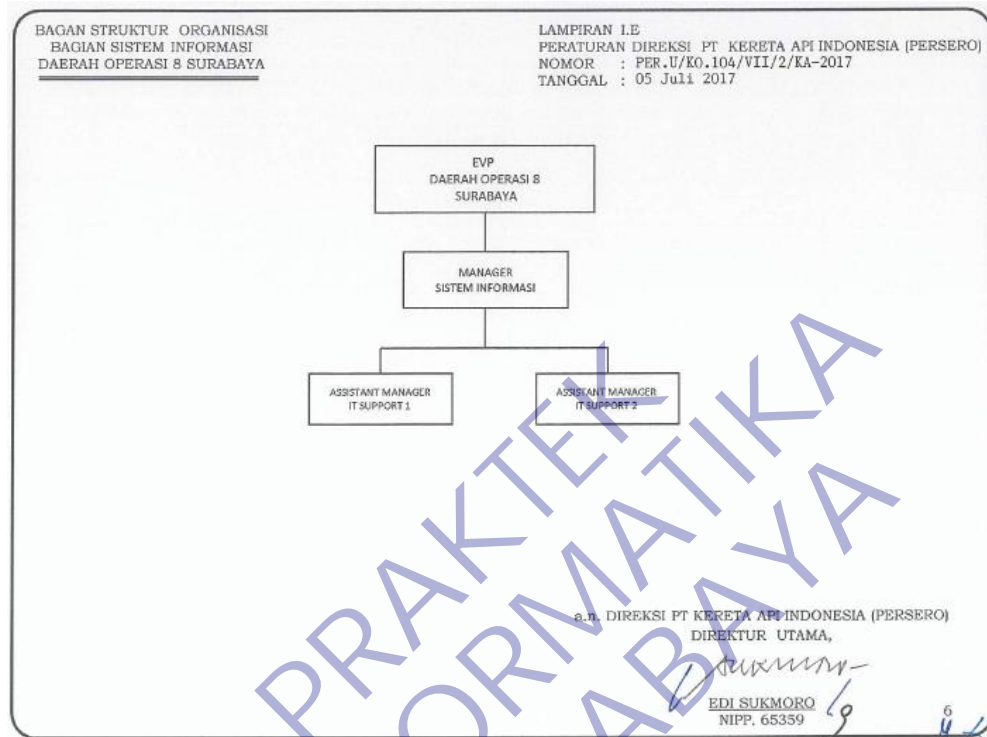 BAGAN STRUKTUR ORGANISASI
BAGIAN SISTEM INFORMASI
DAERAH OPERASI 8 SURABAYA
LAMPIRAN I.E
PERATURAN DIREKSI PT KERETA API INDONESIA (PERSERO)
NOMOR : PER.U/KO.104/VII/2/KA-2017
TANGGAL : 05 Juli 2017
EVP
DAERAH OPERASI 8
SURABAYA
MANAGER
SISTEM INFORMASI
ASSISTANT MANAGER
IT SUPPORT 1
ASSISTANT MANAGER
IT SUPPORT 2
PRAKTEK
ORMATIKA
ABAYA
a.n. DIREKSI PT KERETA API INDONESIA (PERSERO)
DIREKTUR UTAMA,
EDI SUKMORO
NIPP. 65359
6